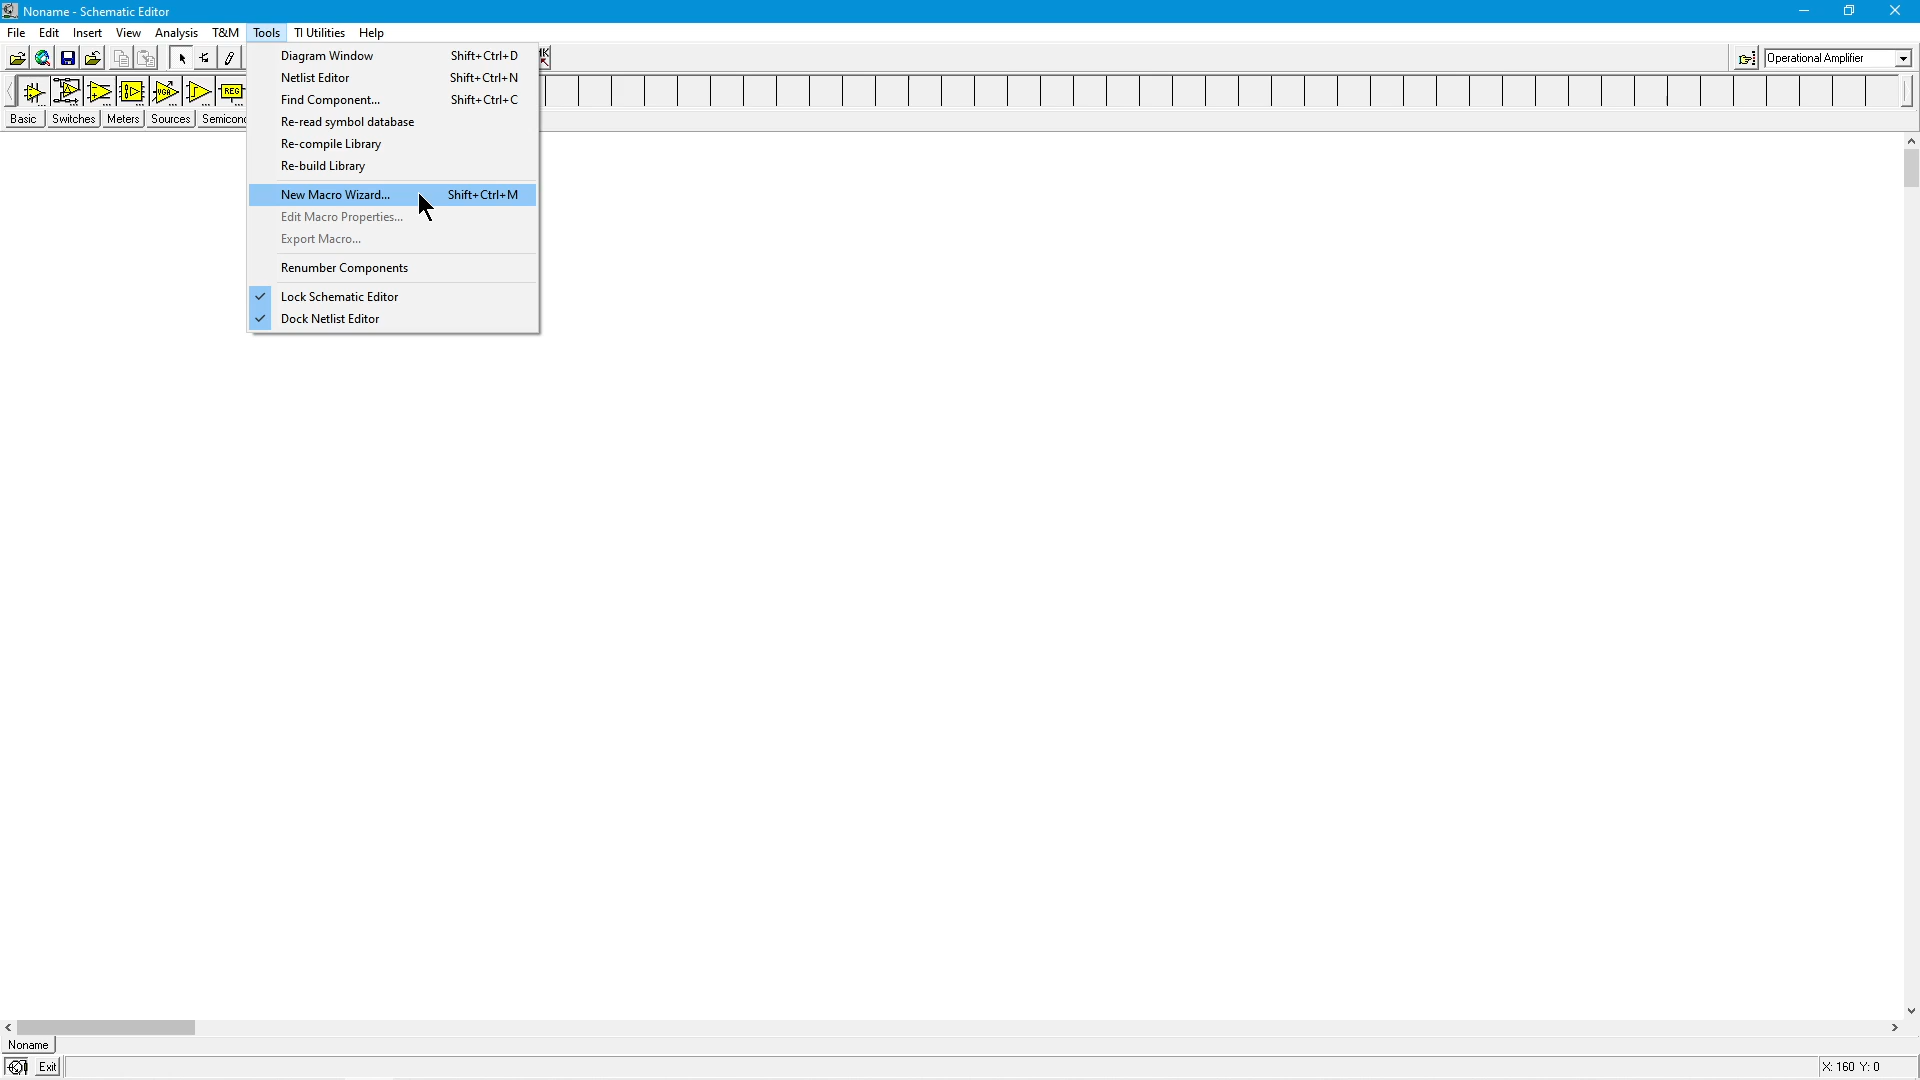 Noname - Schematic Editor
File Edit Insert View Analysis T&M Tools TI Utilities Help
Operational Amplifier
VGA REG
Basic Switches Meters Sources
Diagram Window Shift+Ctrl+D
Netlist Editor Shift+Ctrl+N
Find Component... Shift+Ctrl+C
Re-read symbol database
Re-compile Library
Re-build Library
New Macro Wizard... Shift+Ctrl+M
Edit Macro Properties...
Export Macro...
Renumber Components
Lock Schematic Editor
Dock Netlist Editor
Noname
Exit
X: 160 Y: 0